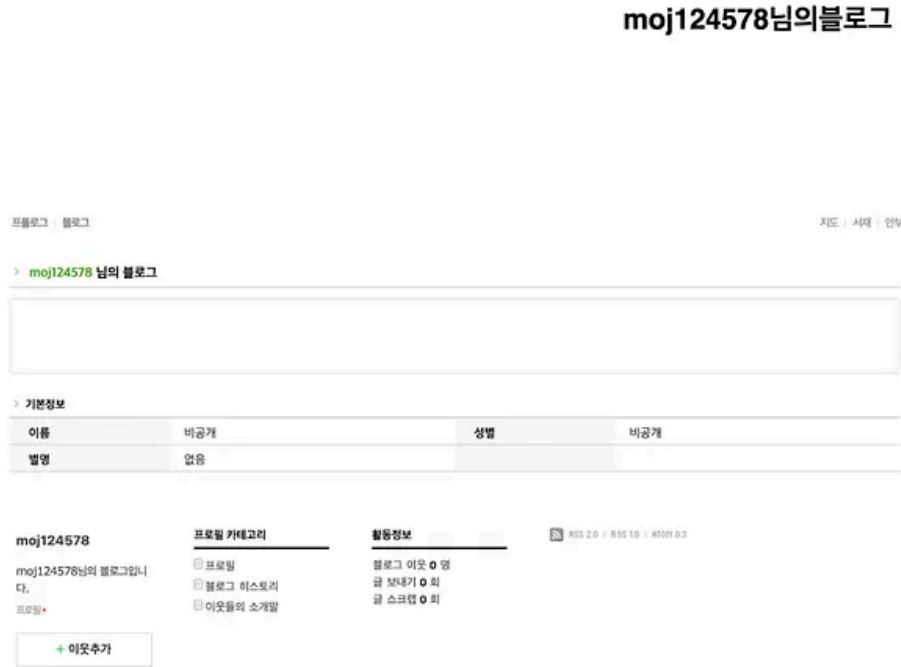 moj124578님의블로그
프롤로그 | 블로그
지도 | 서재 | 안부
moj124578 님의 블로그
기본정보
이름 비공개 성별 비공개
별명 없음
moj124578
moj124578님의 블로그입니
다.
프로필
+ 이웃추가
프로필 카테고리
프로필
블로그 히스토리
이웃들의 소개말
활동정보
블로그 이웃 0 명
글 보내기 0 회
글 스크랩 0 회
RSS 2.0 | RSS 1.0 | ATOM 0.3